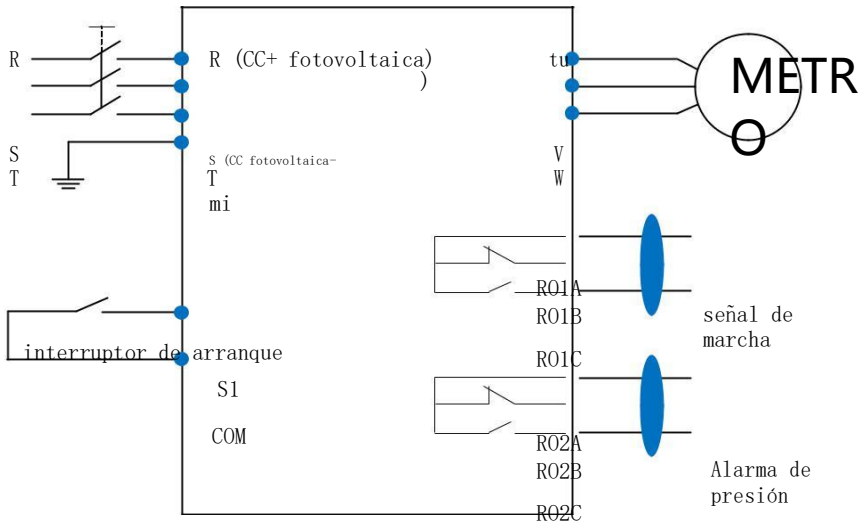 R
R (CC+ fotovoltaica)
)
tu
METR
O
S
T
S (CC fotovoltaica-
T
mi
V
W
RO1A
RO1B
RO1C
señal de
marcha
interruptor de arranque
S1
COM
RO2A
RO2B
RO2C
Alarma de
presión